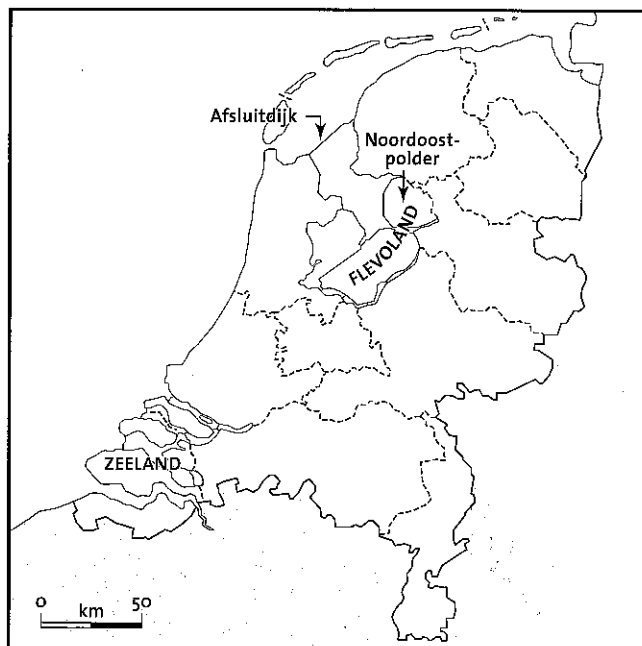 Afsluitdijk
Noordoost-
polder
FLEVOLAND
ZEELAND
0 km 50